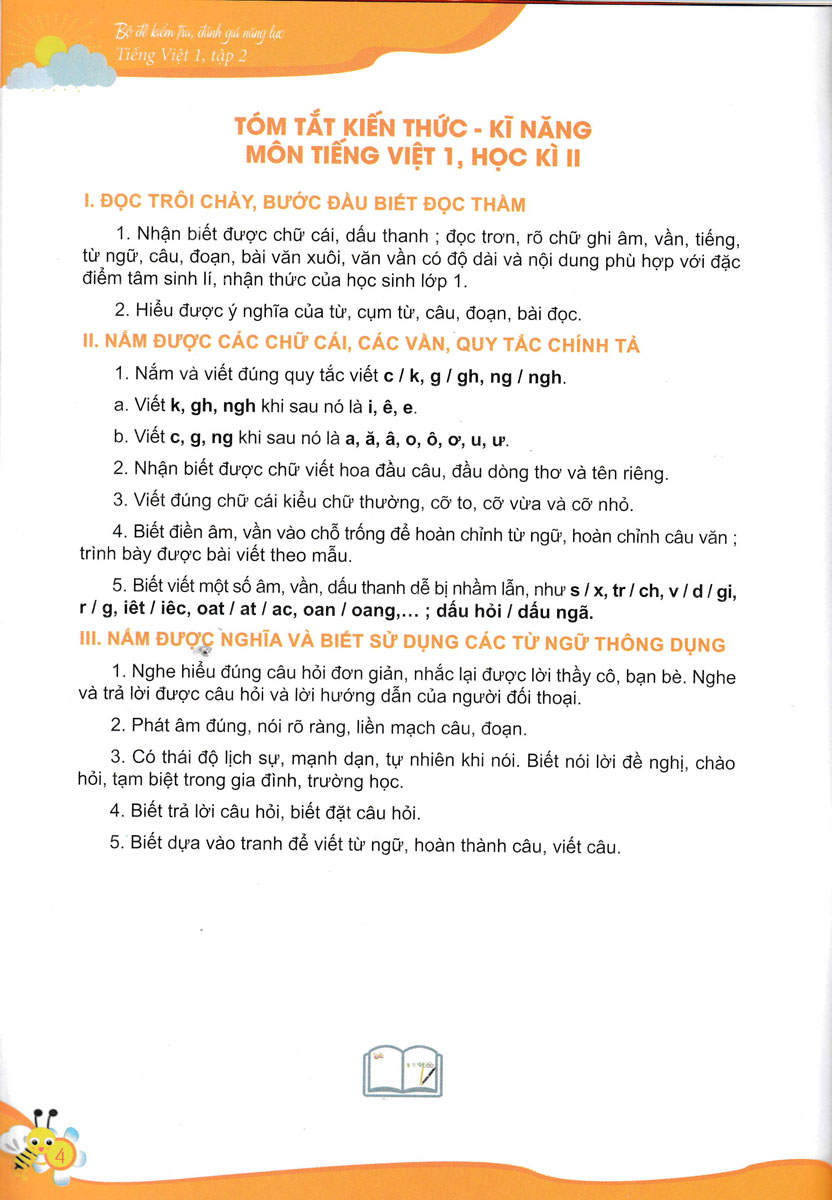 Bộ đề kiểm tra, đánh giá năng lực
Tiếng Việt 1, tập 2
TÓM TẮT KIẾN THỨC - KĨ NĂNG
MÔN TIẾNG VIỆT 1, HỌC KÌ II
I. ĐỌC TRÔI CHẢY, BƯỚC ĐẦU BIẾT ĐỌC THẦM
1. Nhận biết được chữ cái, dấu thanh ; đọc trơn, rõ chữ ghi âm, vần, tiếng,
từ ngữ, câu, đoạn, bài văn xuôi, văn vần có độ dài và nội dung phù hợp với đặc
điểm tâm sinh lí, nhận thức của học sinh lớp 1.
2. Hiểu được ý nghĩa của từ, cụm từ, câu, đoạn, bài đọc.
II. NẮM ĐƯỢC CÁC CHỮ CÁI, CÁC VẦN, QUY TẮC CHÍNH TẢ
1. Nắm và viết đúng quy tắc viết c / k, g / gh, ng / ngh.
a. Viết k, gh, ngh khi sau nó là i, ê, e.
b. Viết c, g, ng khi sau nó là a, ă, â, o, ô, ơ, u, ư.
2. Nhận biết được chữ viết hoa đầu câu, đầu dòng thơ và tên riêng.
3. Viết đúng chữ cái kiểu chữ thường, cỡ to, cỡ vừa và cỡ nhỏ.
4. Biết điền âm, vần vào chỗ trống để hoàn chỉnh từ ngữ, hoàn chỉnh câu văn ;
trình bày được bài viết theo mẫu.
5. Biết viết một số âm, vần, dấu thanh dễ bị nhầm lẫn, như s / x, tr / ch, v / d / gi,
r / g, iêt / iêc, oat / at / ac, oan / oang,... ; dấu hỏi / dấu ngã.
III. NẮM ĐƯỢC NGHĨA VÀ BIẾT SỬ DỤNG CÁC TỪ NGỮ THÔNG DỤNG
1. Nghe hiểu đúng câu hỏi đơn giản, nhắc lại được lời thầy cô, bạn bè. Nghe
và trả lời được câu hỏi và lời hướng dẫn của người đối thoại.
2. Phát âm đúng, nói rõ ràng, liền mạch câu, đoạn.
3. Có thái độ lịch sự, mạnh dạn, tự nhiên khi nói. Biết nói lời đề nghị, chào
hỏi, tạm biệt trong gia đình, trường học.
4. Biết trả lời câu hỏi, biết đặt câu hỏi.
5. Biết dựa vào tranh để viết từ ngữ, hoàn thành câu, viết câu.
4